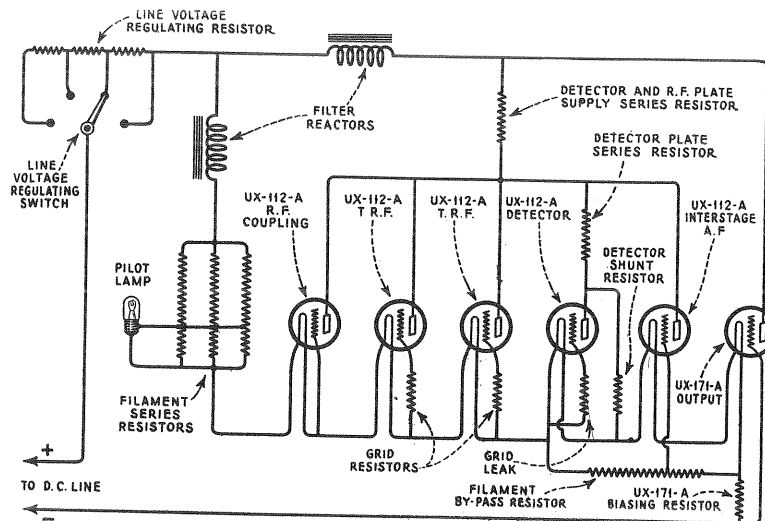 LINE VOLTAGE
REGULATING RESISTOR
FILTER
REACTORS
DETECTOR AND R.F. PLATE
SUPPLY SERIES RESISTOR
DETECTOR PLATE
SERIES RESISTOR
LINE
VOLTAGE
REGULATING
SWITCH
UX-112-A
R.F.
COUPLING
UX-112-A
T R.F.
UX-112-A
T.R.F.
UX-112-A
DETECTOR
UX-112-A
INTERSTAGE
A.F
DETECTOR
SHUNT
RESISTOR
PILOT
LAMP
UX-171-A
OUTPUT
FILAMENT
SERIES
RESISTORS
GRID
RESISTORS
GRID
LEAK
FILAMENT
BY-PASS RESISTOR
UX-171-A
BIASING RESISTOR
+
TO D.C. LINE
–